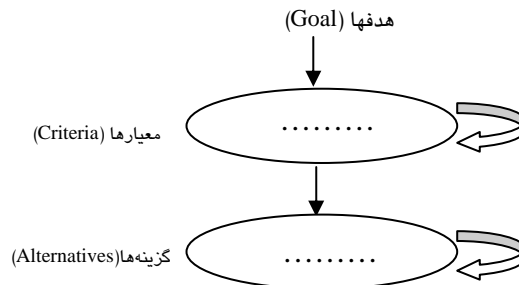 هدفها (Goal)
.........
معیارها (Criteria)
.........
گزینه‌ها(Alternatives)